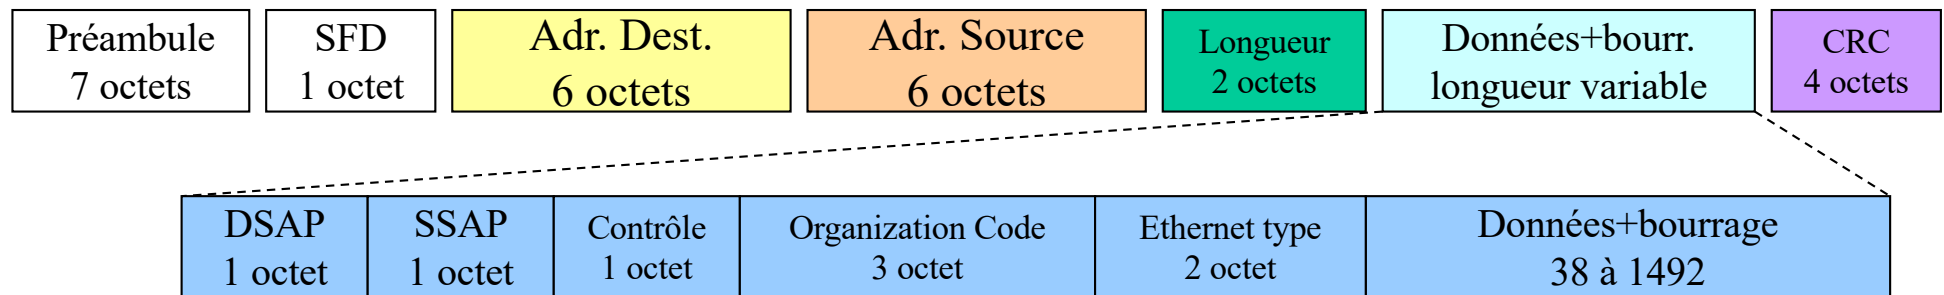 Préambule
7 octets
SFD
1 octet
Adr. Dest.
6 octets
Adr. Source
6 octets
Longueur
2 octets
Données+bourr.
longueur variable
CRC
4 octets
DSAP
1 octet
SSAP
1 octet
Contrôle
1 octet
Organization Code
3 octet
Ethernet type
2 octet
Données+bourrage
38 à 1492